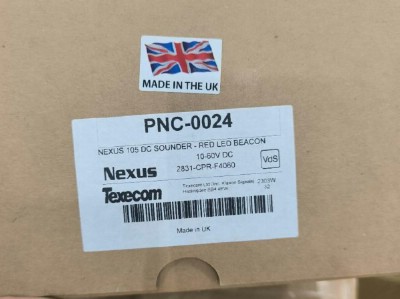 MADE IN THE UK
PNC-0024
NEXUS 105 DC SOUNDER - RED LED BEACON
10-60V DC
Nexus
2831-CPR-F4060
VdS
Texecom
Made in UK